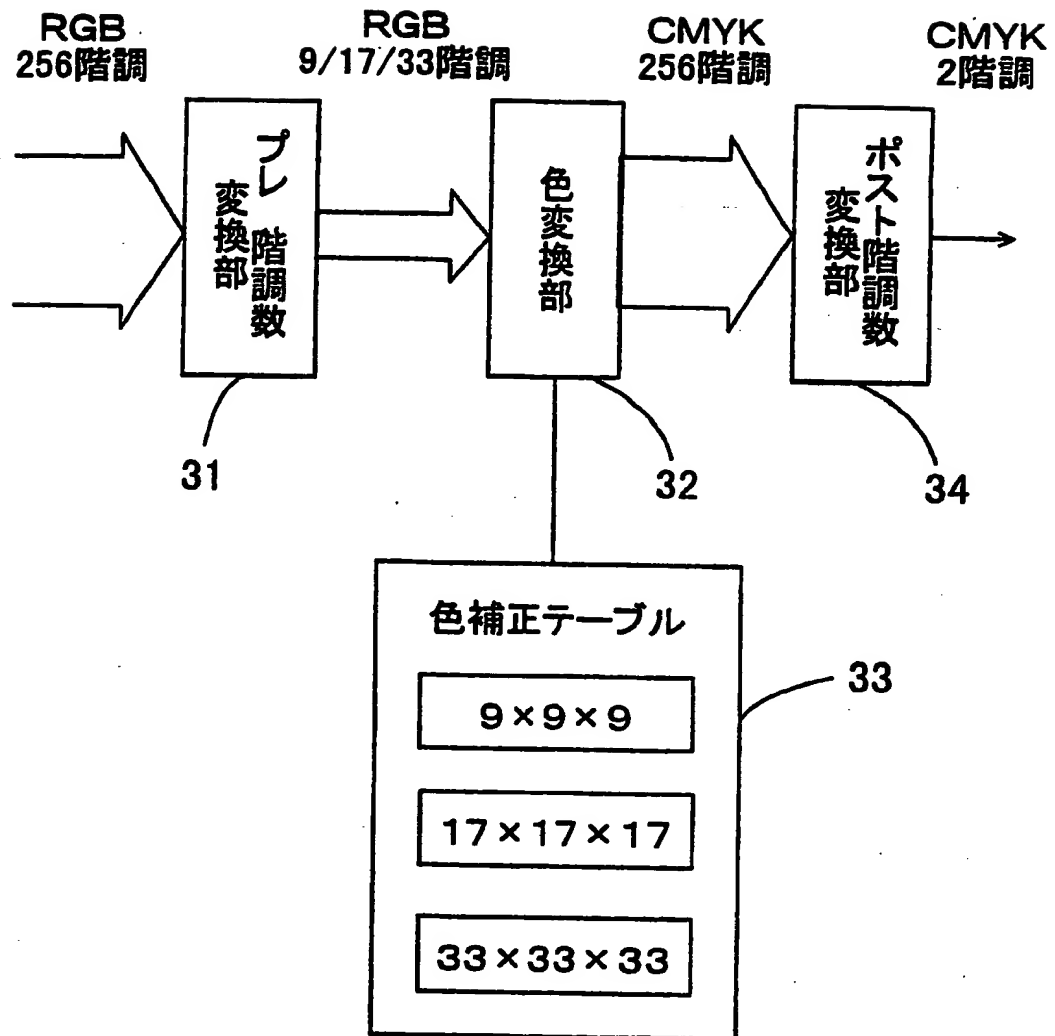 RGB
256階調
RGB
9/17/33階調
CMYK
256階調
CMYK
2階調
プレ 階調数
変換部
色変換部
ポスト階調数
変換部
31
32
34
色補正テーブル
33
9×9×9
17×17×17
33×33×33